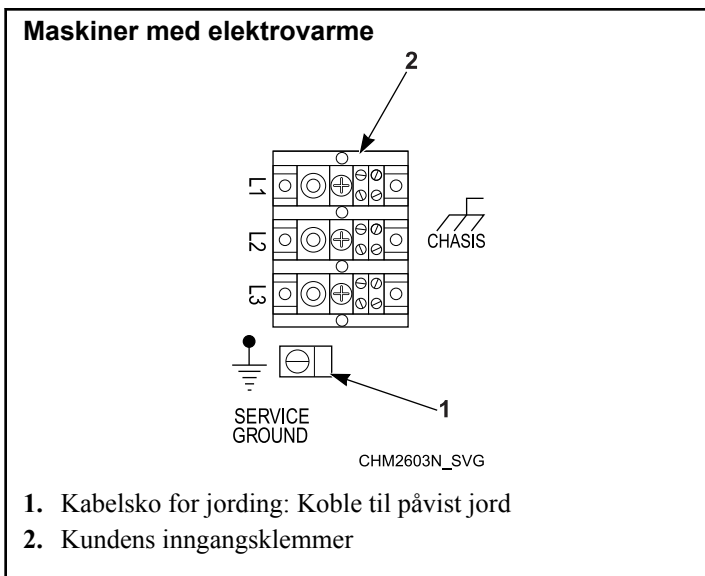 Maskiner med elektrovarme
2
L1
L2
CHASIS
L3
1
SERVICE
GROUND
CHM2603N_SVG
1. Kabelsko for jording: Koble til påvist jord
2. Kundens inngangsklemmer